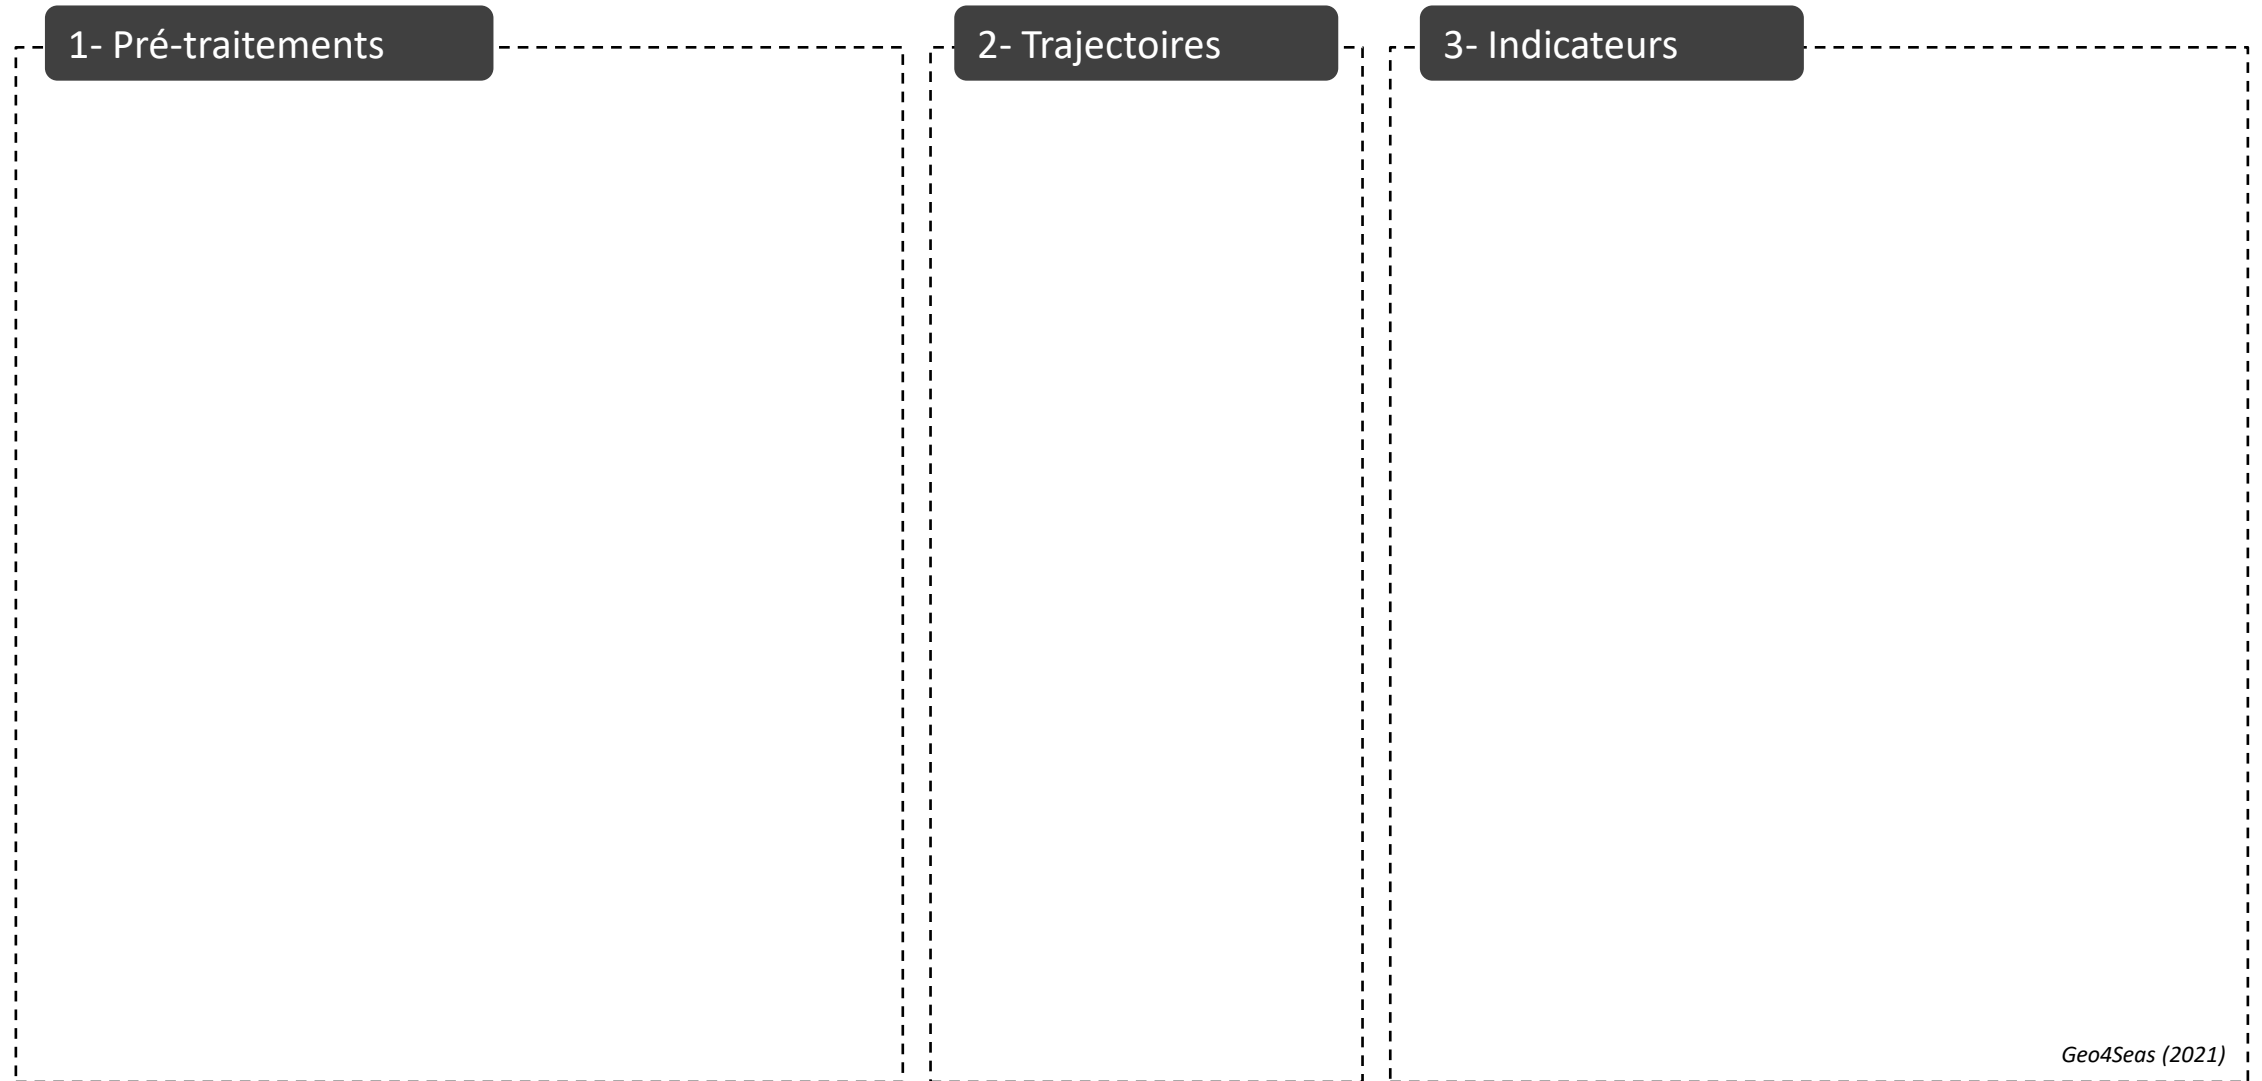 1- Pré-traitements
2- Trajectoires
3- Indicateurs
Geo4Seas (2021)